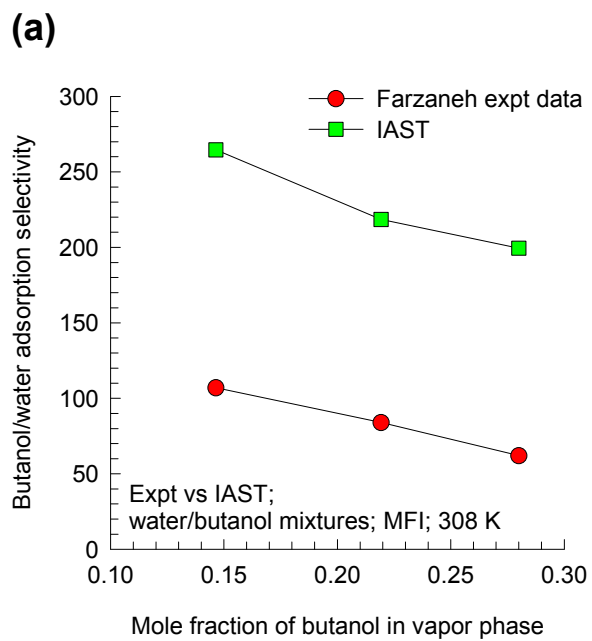 (a)
Farzaneh expt data
IAST
Butanol/water adsorption selectivity
300
250
200
150
100
50
0
Expt vs IAST;
water/butanol mixtures; MFI; 308 K
0.10 0.15 0.20 0.25 0.30
Mole fraction of butanol in vapor phase